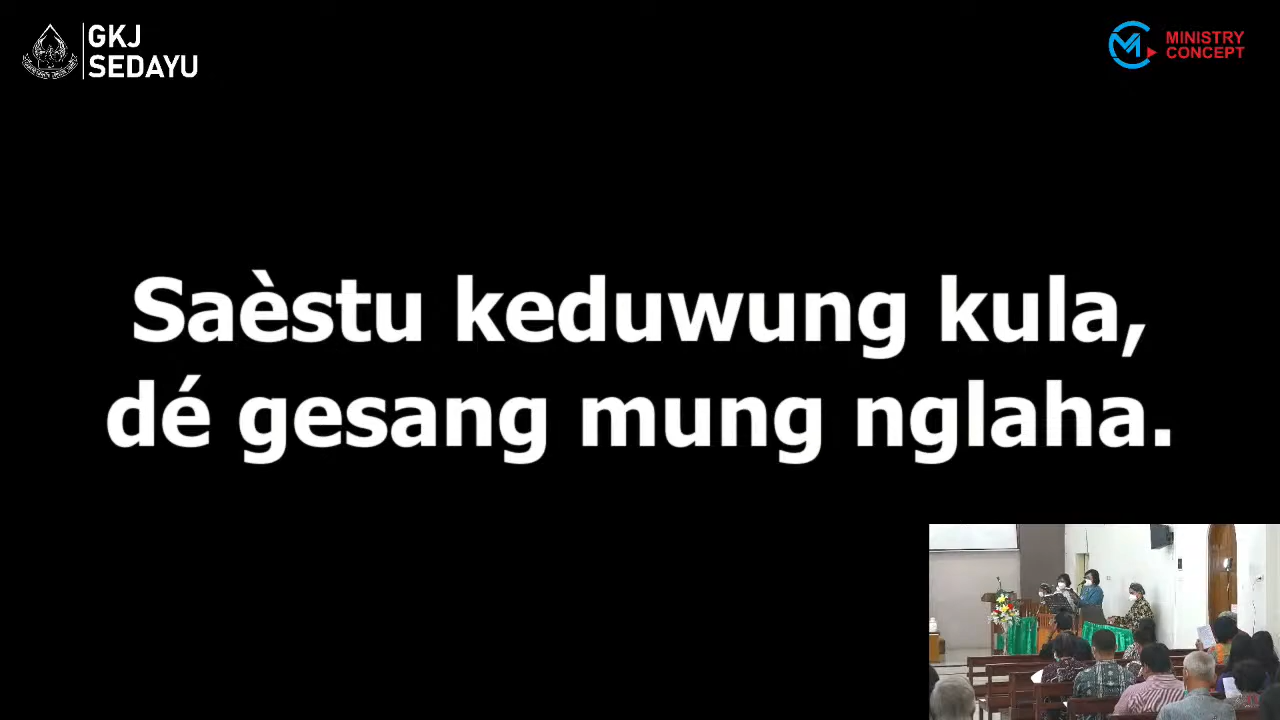 GKJ
SEDAYU
MINISTRY
CONCEPT
Saèstu keduwung kula,
dé gesang mung nglaha.